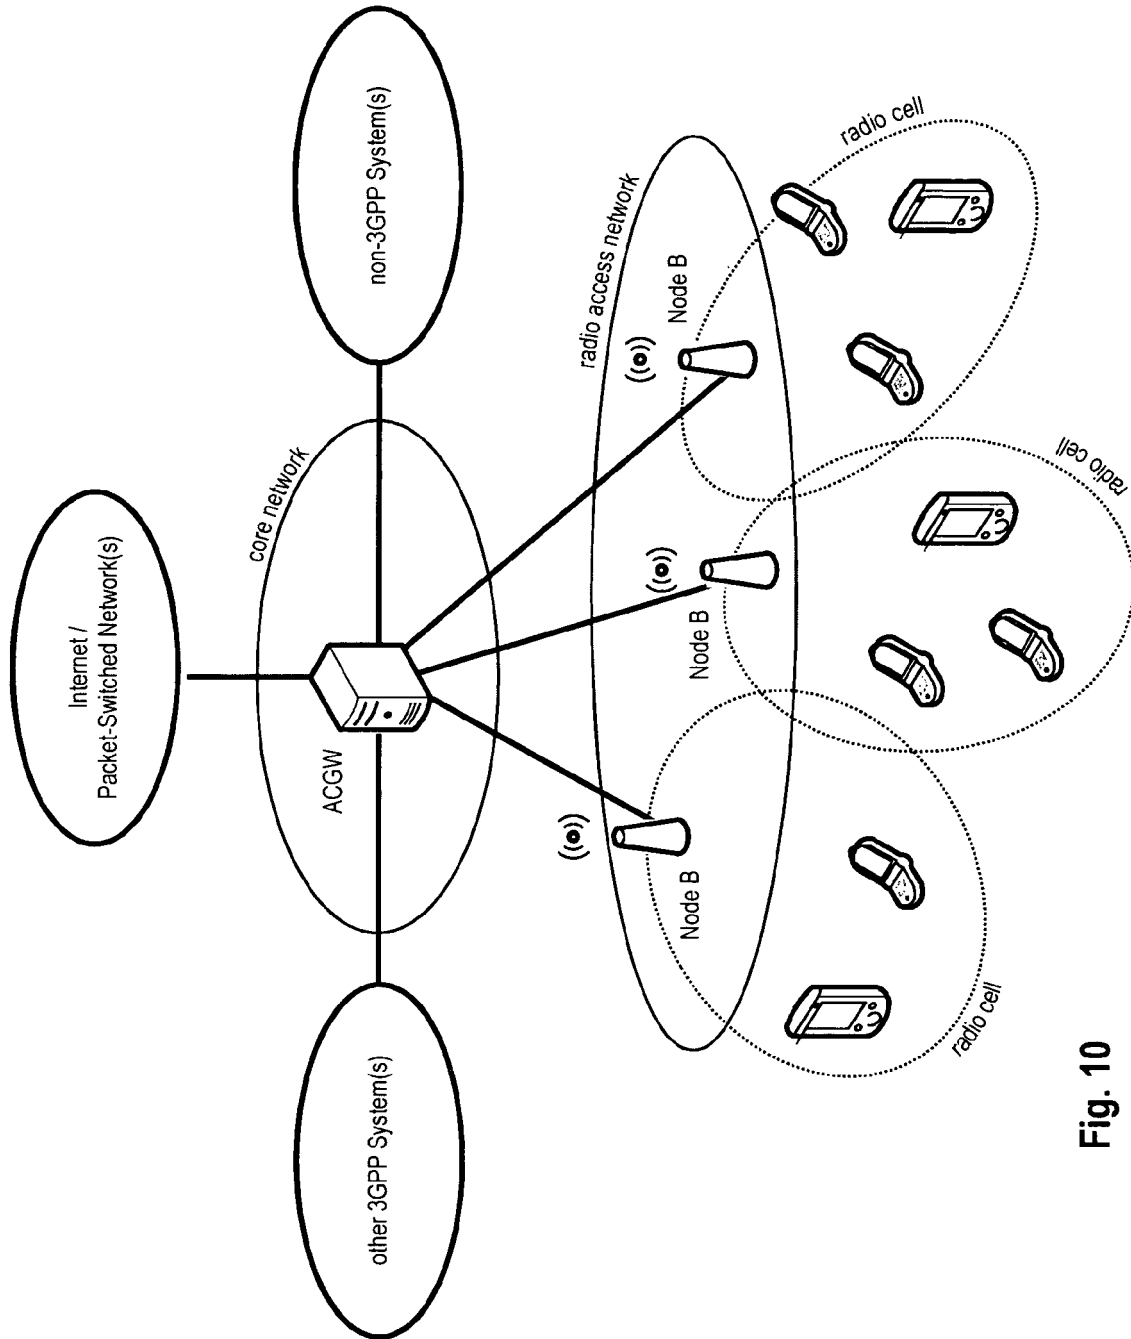 Internet /
Packet-Switched Network(s)
other 3GPP System(s)
core network
ACGW
non-3GPP System(s)
radio access network
Node B
Node B
Node B
radio cell
radio cell
radio cell
Fig. 10